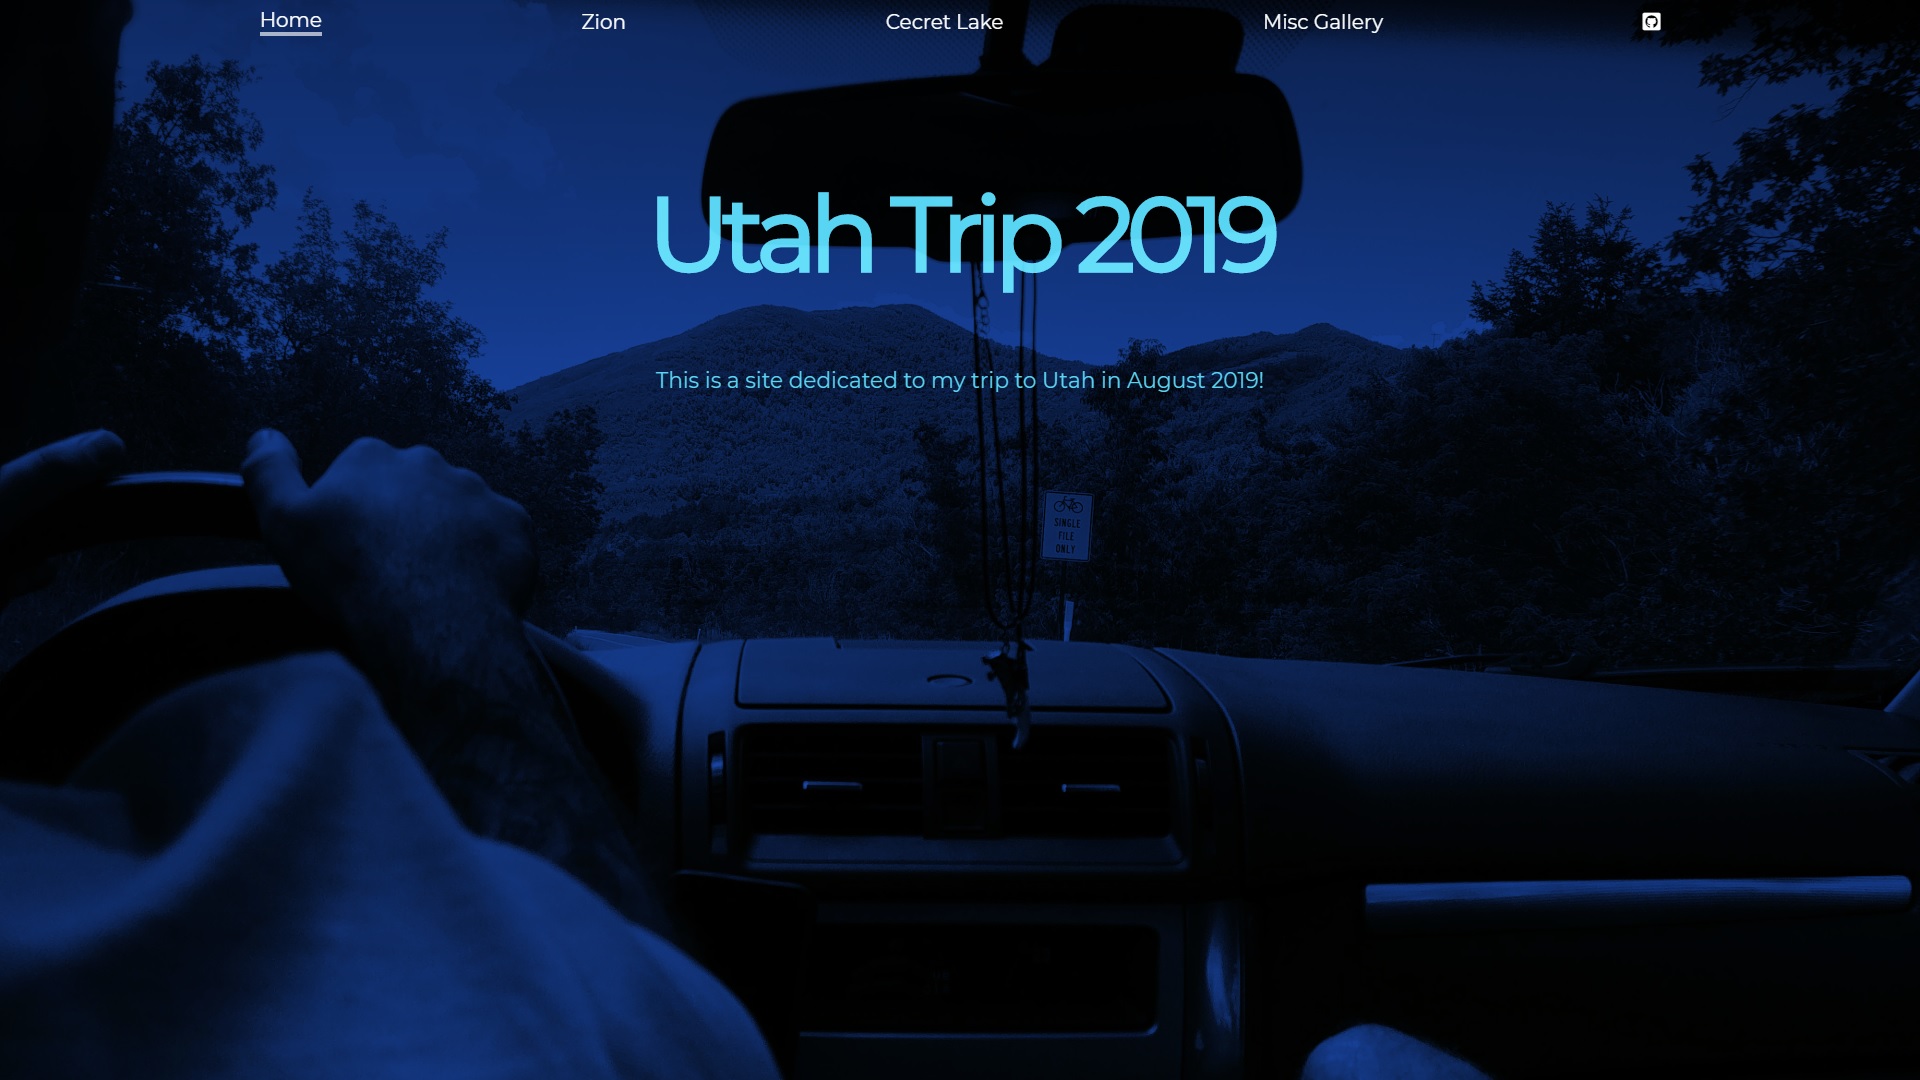 Home
Zion
Cecret Lake
Misc Gallery
Utah Trip 2019
This is a site dedicated to my trip to Utah in August 2019!
SINGLE
FILE
ONLY